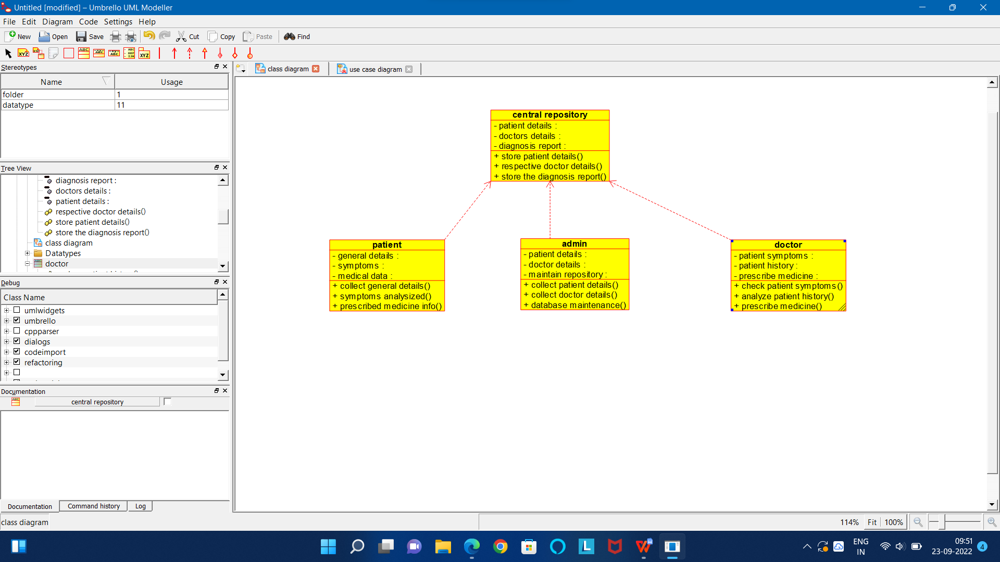 Untitled [modified] – Umbrello UML Modeller
File Edit Diagram Code Settings Help
New Open Save Cut Copy Paste Find
Stereotypes
Name Usage
folder 1
datatype 11
Tree View
diagnosis report :
doctors details :
patient details :
respective doctor details()
store patient details()
store the diagnosis report()
class diagram
Datatypes
doctor
Debug
Class Name
umlwidgets
umbrello
cppparser
dialogs
codeimport
refactoring
Documentation
central repository
Documentation Command history Log
class diagram
class diagram use case diagram
central repository
- patient details :
- doctors details :
- diagnosis report :
+ store patient details()
+ respective doctor details()
+ store the diagnosis report()
patient
- general details :
- symptoms :
- medical data :
+ collect general details()
+ symptoms analysized()
+ prescribed medicine info()
admin
- patient details :
- doctor details :
- maintain repository :
+ collect patient details()
+ collect doctor details()
+ database maintenance()
doctor
- patient symptoms :
- patient history :
- prescribe medicine :
+ check patient symptoms()
+ analyze patient history()
+ prescribe medicine()
114% Fit 100%
ENG
IN
09:51
23-09-2022
4